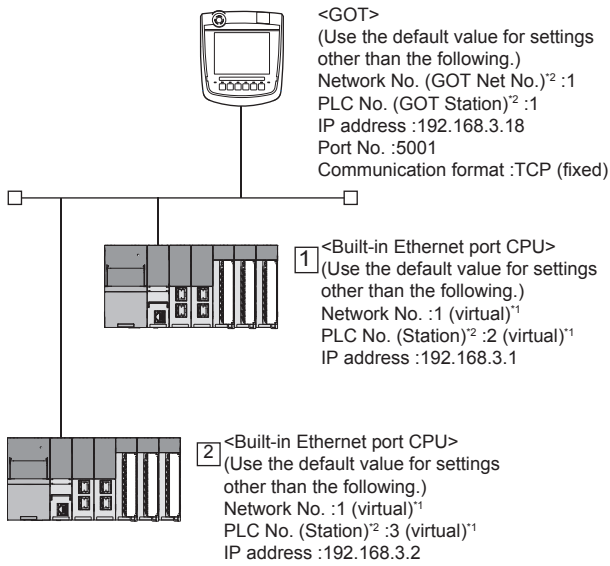 <GOT>
(Use the default value for settings
other than the following.)
Network No. (GOT Net No.)*2 :1
PLC No. (GOT Station)*2 :1
IP address :192.168.3.18
Port No. :5001
Communication format :TCP (fixed)
1
<Built-in Ethernet port CPU>
(Use the default value for settings
other than the following.)
Network No. :1 (virtual)*1
PLC No. (Station)*2 :2 (virtual)*1
IP address :192.168.3.1
2
<Built-in Ethernet port CPU>
(Use the default value for settings
other than the following.)
Network No. :1 (virtual)*1
PLC No. (Station)*2 :3 (virtual)*1
IP address :192.168.3.2